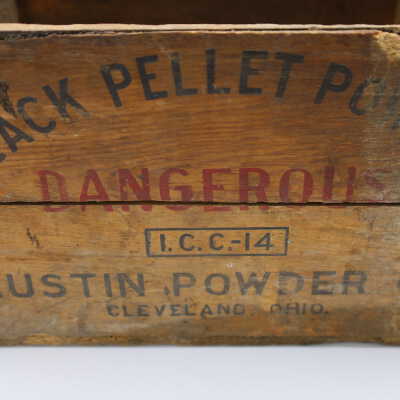 ACK PELLET PO
DANGEROUS
I.C.C.-14
USTIN POWDER
CLEVELAND, OHIO.